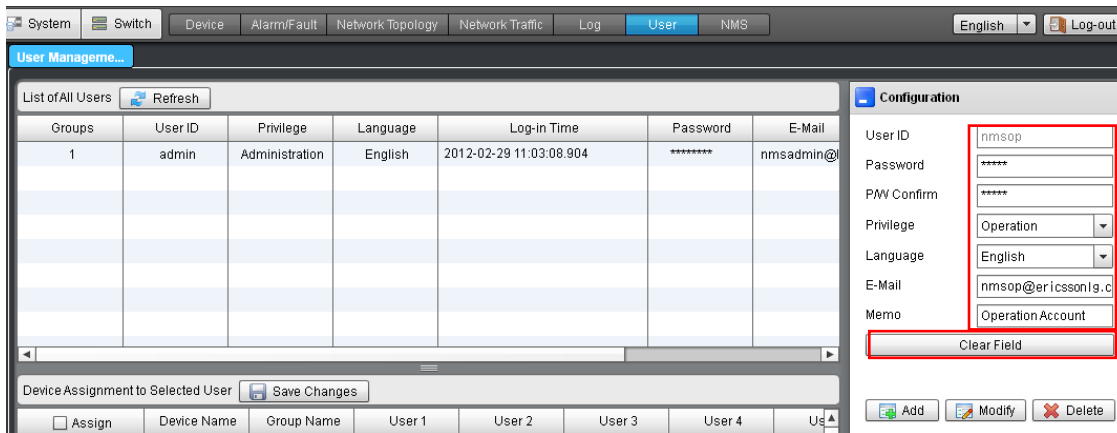 System Switch Device Alarm/Fault Network Topology Network Traffic Log User NMS English Log-out
User Manageme...
List of All Users Refresh
Groups User ID Privilege Language Log-in Time Password E-Mail
1 admin Administration English 2012-02-29 11:03:08.904 ******** nmsadmin@l
Configuration
User ID nmsop
Password *****
P/W Confirm *****
Privilege Operation
Language English
E-Mail nmsop@ericssonlg.c
Memo Operation Account
Clear Field
Device Assignment to Selected User Save Changes
Assign Device Name Group Name User 1 User 2 User 3 User 4 Us
Add Modify Delete